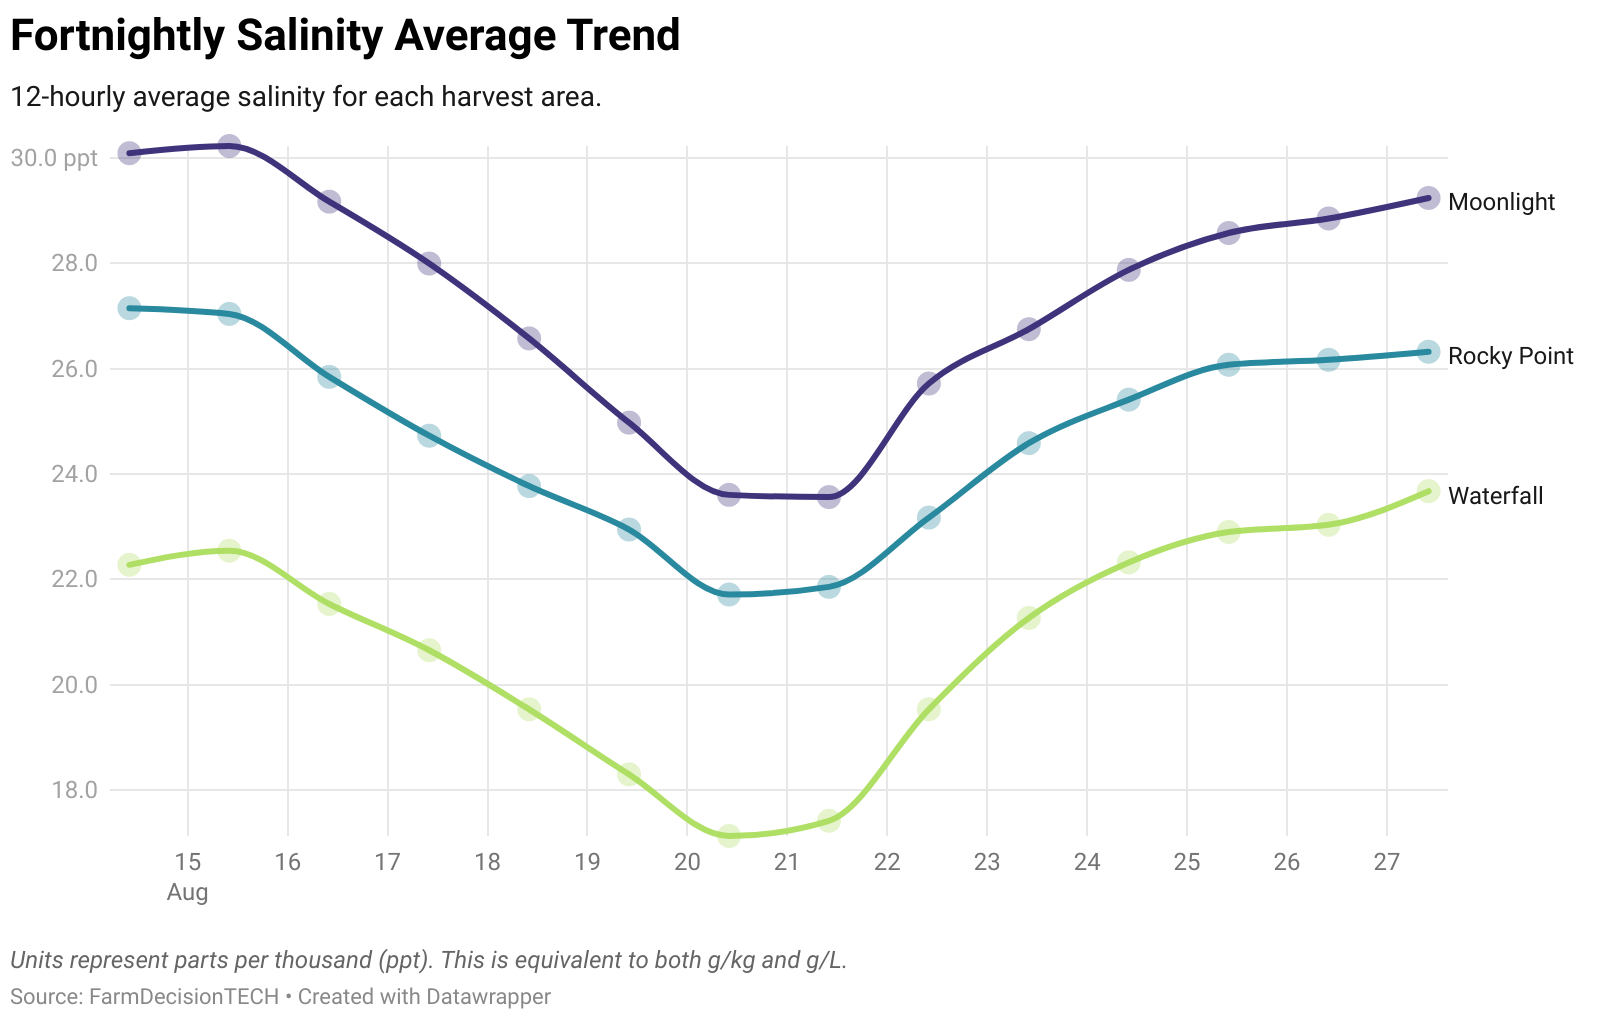 Fortnightly Salinity Average Trend
12-hourly average salinity for each harvest area.
30.0 ppt
28.0
26.0
24.0
22.0
20.0
18.0
Moonlight
Rocky Point
Waterfall
15 16 17 18 19 20 21 22 23 24 25 26 27
Aug
Units represent parts per thousand (ppt). This is equivalent to both g/kg and g/L.
Source: FarmDecisionTECH • Created with Datawrapper